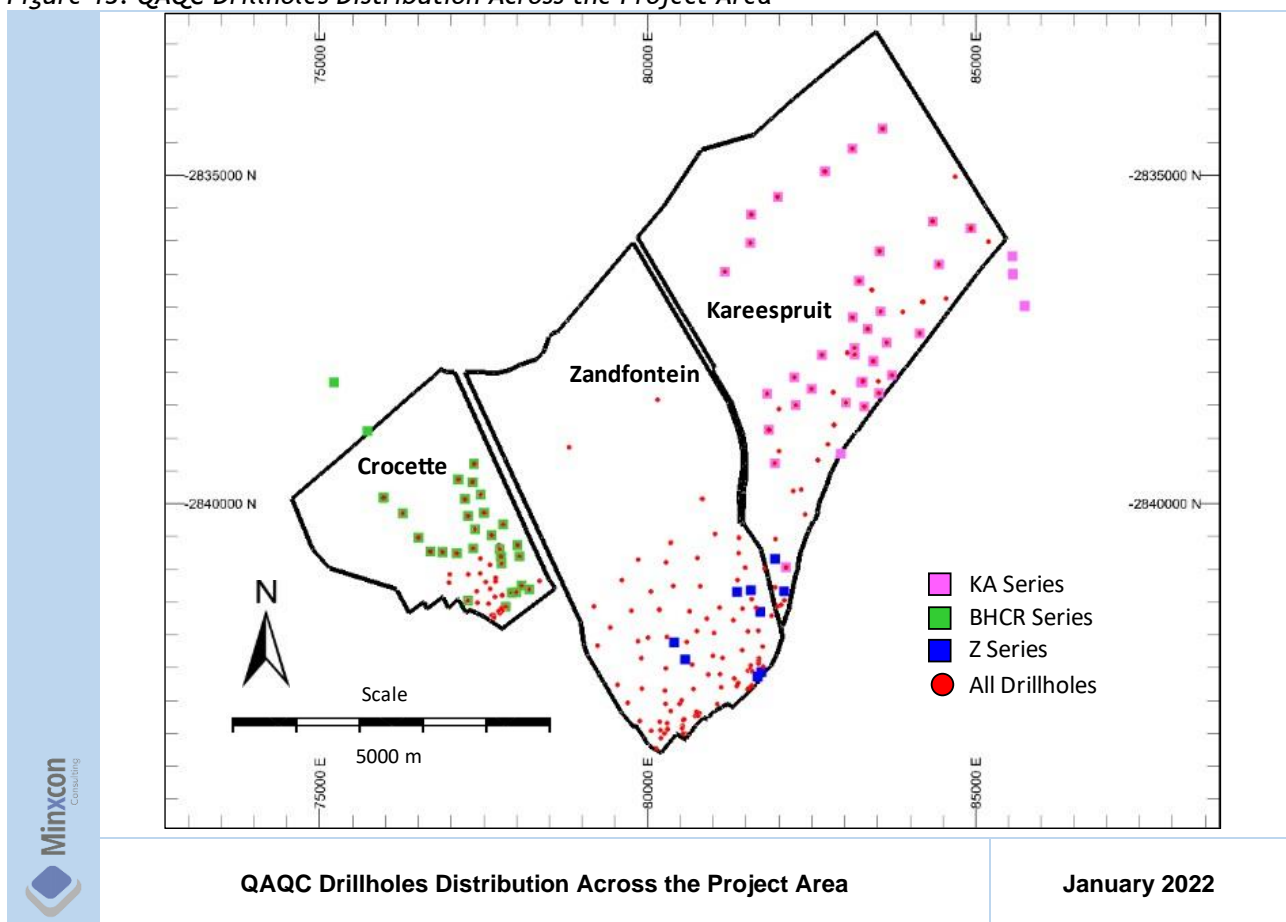 Figure 43: QAQC Drillholes Distribution Across the Project Area
75000 E
80000 E
85000 E
-2835000 N
-2835000 N
Kareespruit
Zandfontein
Crocette
-2840000 N
-2840000 N
N
KA Series
BHCR Series
Z Series
All Drillholes
Scale
5000 m
75000 E
80000 E
85000 E
Minxcon
Consulting
QAQC Drillholes Distribution Across the Project Area
January 2022